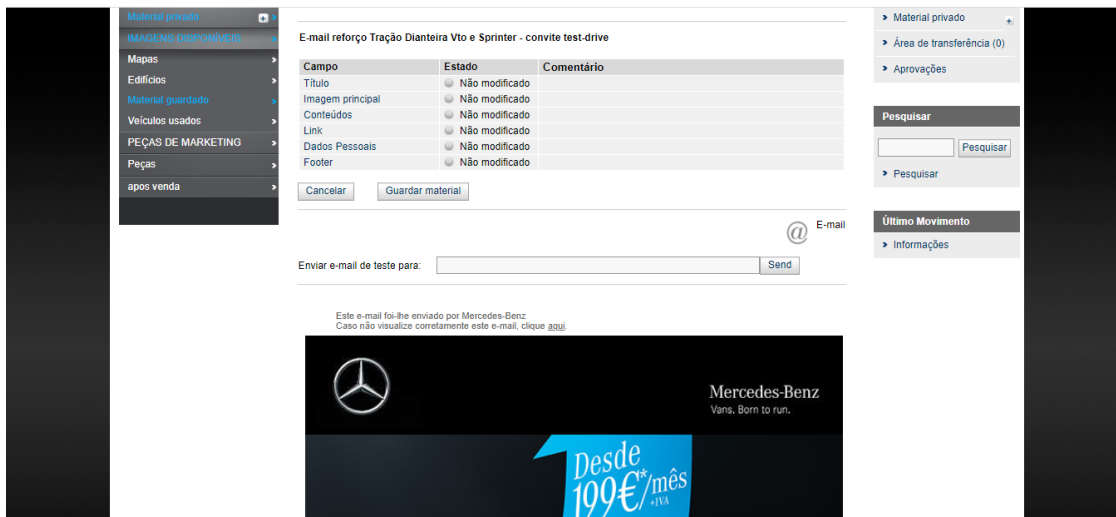 Material privado
IMAGENS DISPONÍVEIS
Mapas
Edifícios
Material guardado
Veículos usados
PEÇAS DE MARKETING
Peças
apos venda
E-mail reforço Tração Dianteira Vto e Sprinter - convite test-drive
Campo Estado Comentário
Título Não modificado
Imagem principal Não modificado
Conteúdos Não modificado
Link Não modificado
Dados Pessoais Não modificado
Footer Não modificado
Cancelar Guardar material
@ E-mail
Enviar e-mail de teste para: Send
Este e-mail foi-lhe enviado por Mercedes-Benz
Caso não visualize corretamente este e-mail, clique aqui.
Mercedes-Benz
Vans. Born to run.
Desde
199€*/mês
+IVA
Material privado
Área de transferência (0)
Aprovações
Pesquisar
Pesquisar
Pesquisar
Último Movimento
Informações